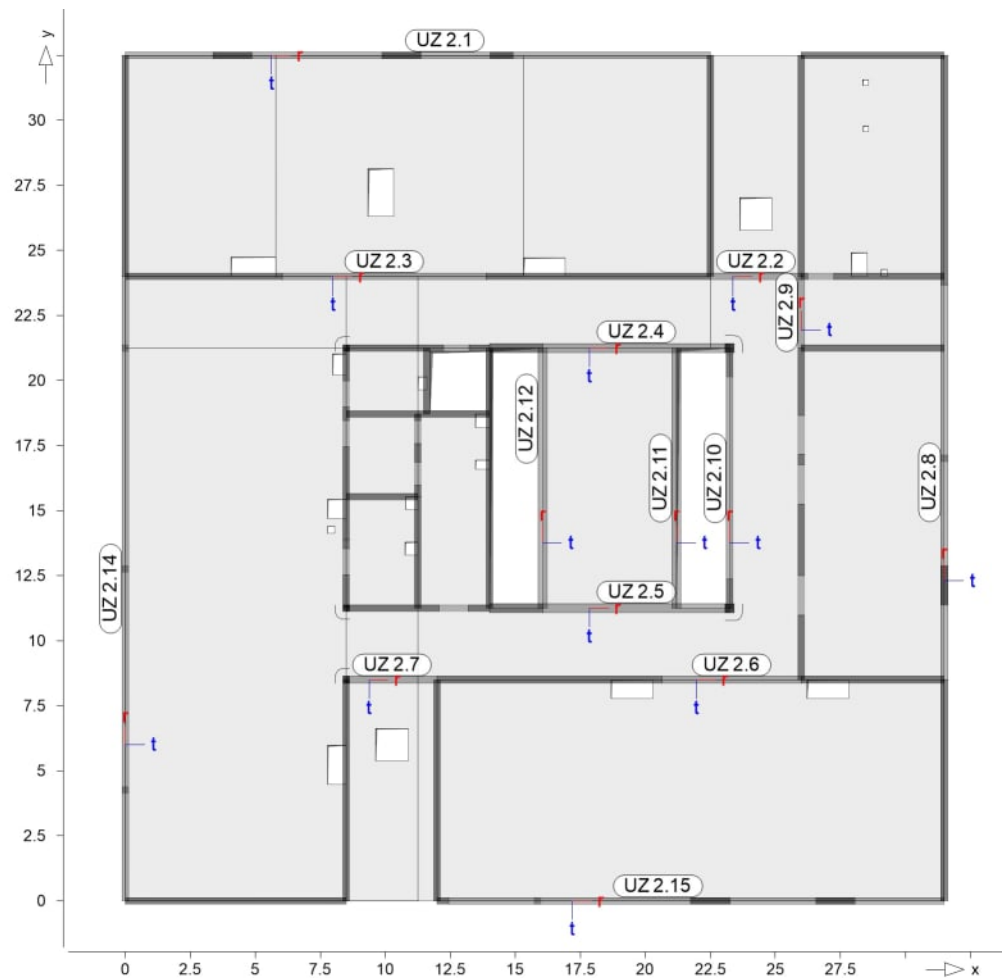 y
UZ 2.1
r
t
30
27.5
25
UZ 2.3
UZ 2.2
r
r
t
t
UZ 2.9
r
t
22.5
UZ 2.4
r
t
20
UZ 2.12
UZ 2.11
UZ 2.10
UZ 2.8
17.5
15
r
r
r
t
t
t
r
t
12.5
UZ 2.14
UZ 2.5
r
t
10
UZ 2.7
UZ 2.6
r
r
t
t
7.5
r
t
5
2.5
UZ 2.15
0
r
t
0
2.5
5
7.5
10
12.5
15
17.5
20
22.5
25
27.5
x